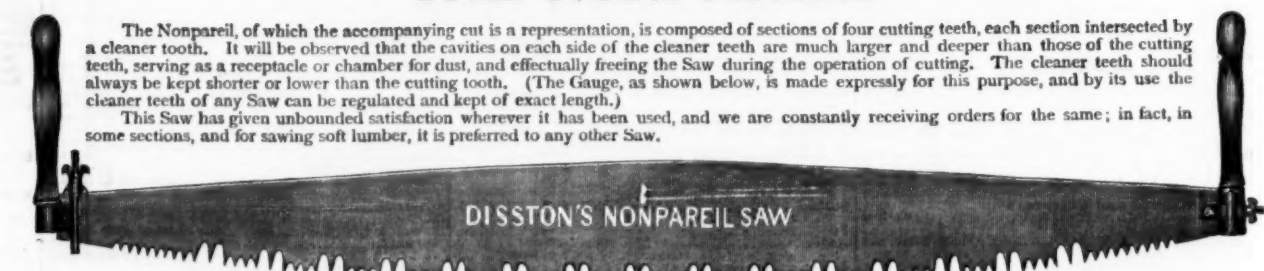 The Nonpareil, of which the accompanying cut is a representation, is composed of sections of four cutting teeth, each section intersected by
a cleaner tooth. It will be observed that the cavities on each side of the cleaner teeth are much larger and deeper than those of the cutting
teeth, serving as a receptacle or chamber for dust, and effectually freeing the Saw during the operation of cutting. The cleaner teeth should
always be kept shorter or lower than the cutting tooth. (The Gauge, as shown below, is made expressly for this purpose, and by its use the
cleaner teeth of any Saw can be regulated and kept of exact length.)
This Saw has given unbounded satisfaction wherever it has been used, and we are constantly receiving orders for the same; in fact, in
some sections, and for sawing soft lumber, it is preferred to any other Saw.
DISSTON'S NONPAREIL SAW